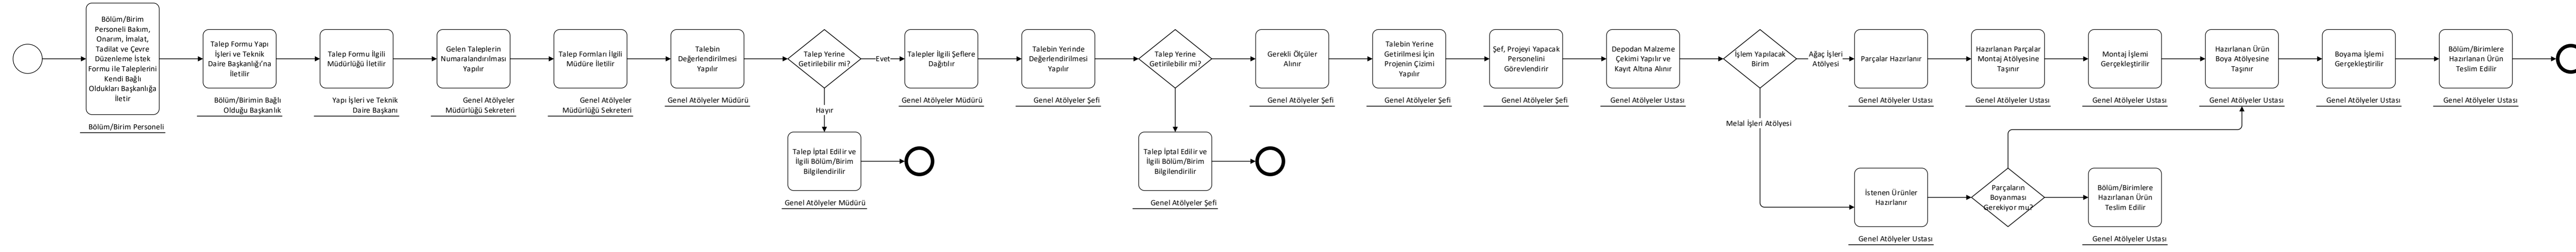 Bölüm/Birim
Personeli Bakım,
Onarım, İmalat,
Tadilat ve Çevre
Düzenleme İstek
Formu ile Taleplerini
Kendi Bağlı
Oldukları Başkanlığa
İletir
Bölüm/Birim Personeli
Talep Formu Yapı
İşleri ve Teknik
Daire Başkanlığı'na
İletilir
Bölüm/Birimin Bağlı
Olduğu Başkanlık
Talep Formu İlgili
Müdürlüğü İletilir
Yapı İşleri ve Teknik
Daire Başkanı
Gelen Taleplerin
Numaralandırılması
Yapılır
Genel Atölyeler
Müdürlüğü Sekreteri
Talep Formları İlgili
Müdüre İletilir
Genel Atölyeler
Müdürlüğü Sekreteri
Talebin
Değerlendirilmesi
Yapılır
Genel Atölyeler Müdürü
Talep Yerine
Getirilebilir mi?
Evet
Hayır
Talep İptal Edilir ve
İlgili Bölüm/Birim
Bilgilendirilir
Genel Atölyeler Müdürü
Talepler İlgili Şeflere
Dağıtılır
Genel Atölyeler Müdürü
Talebin Yerinde
Değerlendirilmesi
Yapılır
Genel Atölyeler Şefi
Talep Yerine
Getirilebilir mi?
Talep İptal Edilir ve
İlgili Bölüm/Birim
Bilgilendirilir
Genel Atölyeler Şefi
Gerekli Ölçüler
Alınır
Genel Atölyeler Şefi
Talebin Yerine
Getirilmesi İçin
Projenin Çizimi
Yapılır
Genel Atölyeler Şefi
Şef, Projeyi Yapacak
Personelini
Görevlendirir
Genel Atölyeler Şefi
Depodan Malzeme
Çekimi Yapılır ve
Kayıt Altına Alınır
Genel Atölyeler Ustası
İşlem Yapılacak
Birim
Ağaç İşleri
Atölyesi
Melal İşleri Atölyesi
Parçalar Hazırlanır
Genel Atölyeler Ustası
Hazırlanan Parçalar
Montaj Atölyesine
Taşınır
Genel Atölyeler Ustası
Montaj İşlemi
Gerçekleştirilir
Genel Atölyeler Ustası
Hazırlanan Ürün
Boya Atölyesine
Taşınır
Genel Atölyeler Ustası
Boyama İşlemi
Gerçekleştirilir
Genel Atölyeler Ustası
Bölüm/Birimlere
Hazırlanan Ürün
Teslim Edilir
Genel Atölyeler Ustası
İstenen Ürünler
Hazırlanır
Genel Atölyeler Ustası
Parçaların
Boyanması
Gerekiyor mu?
Bölüm/Birimlere
Hazırlanan Ürün
Teslim Edilir
Genel Atölyeler Ustası